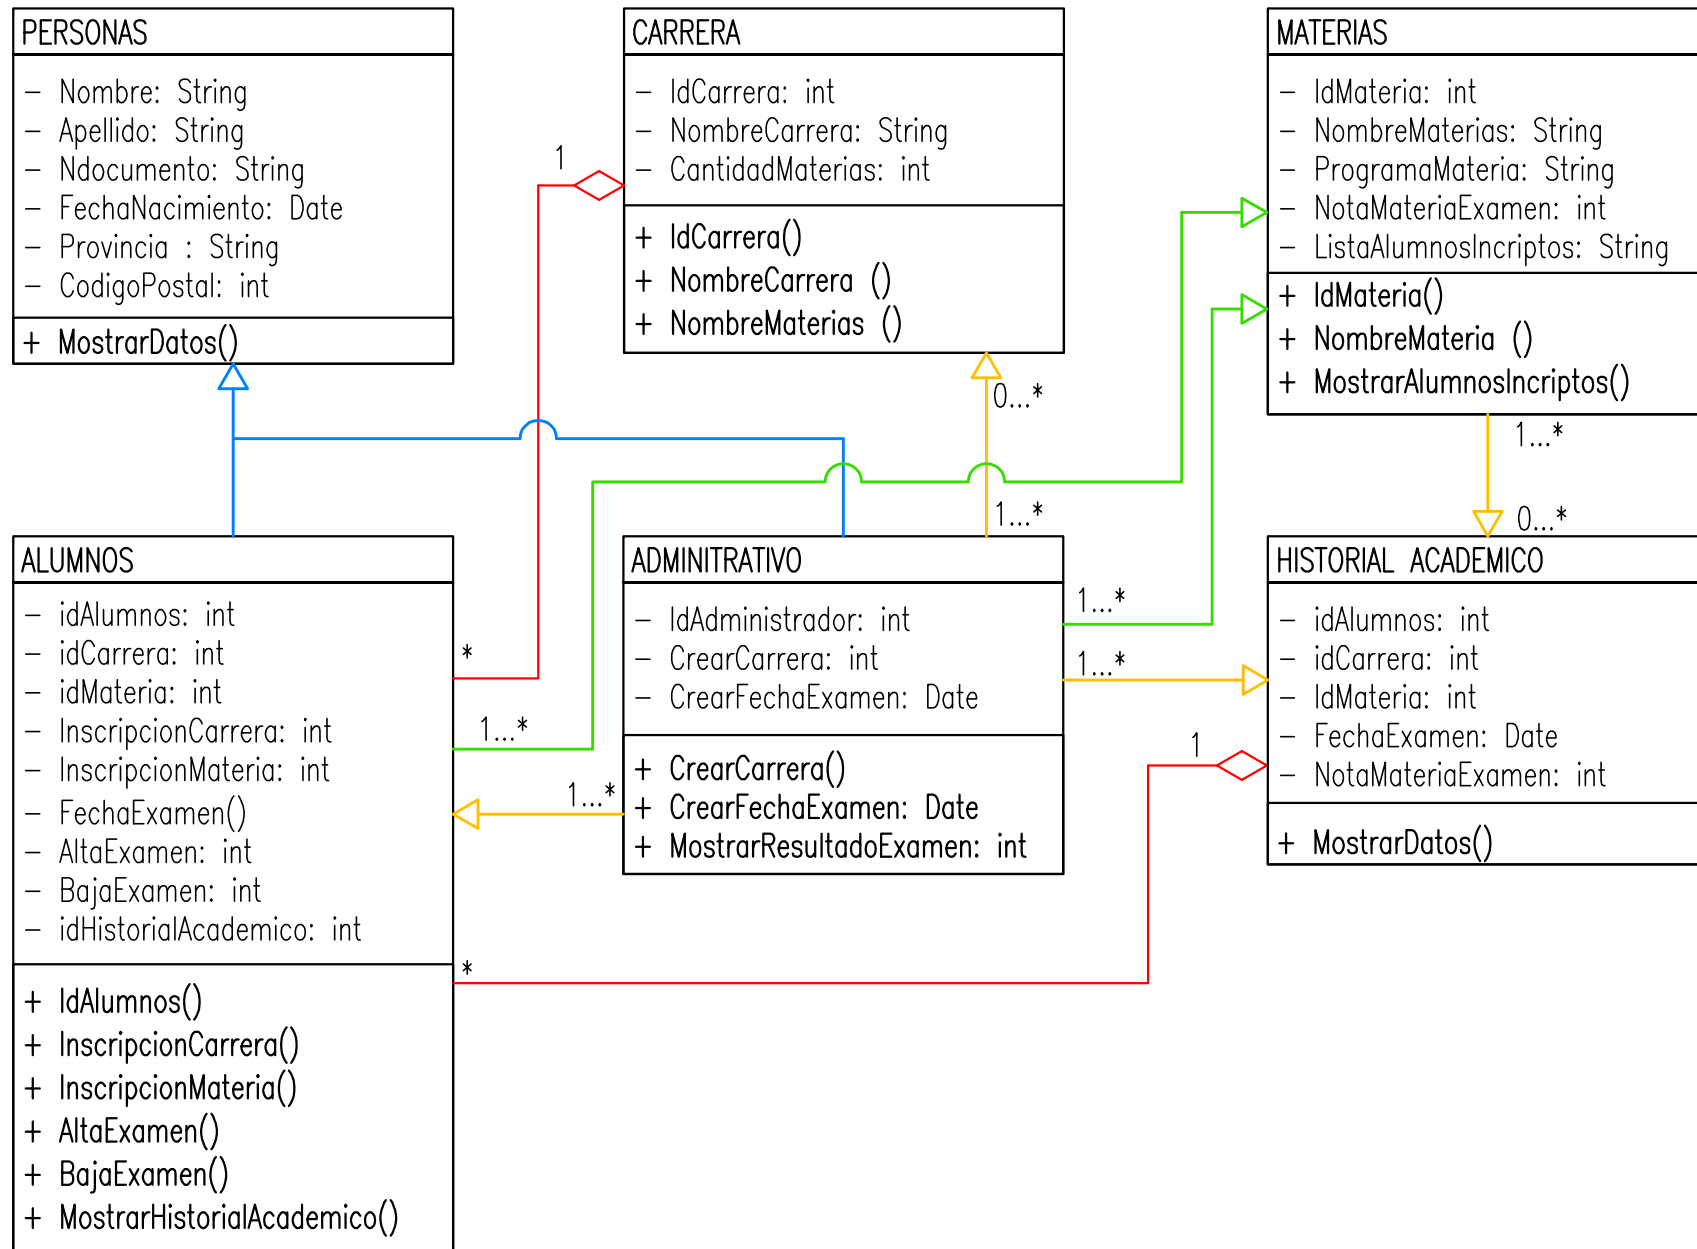 PERSONAS
- Nombre: String
- Apellido: String
- Ndocumento: String
- FechaNacimiento: Date
- Provincia : String
- CodigoPostal: int
+ MostrarDatos()
CARRERA
- IdCarrera: int
- NombreCarrera: String
- CantidadMaterias: int
+ IdCarrera()
+ NombreCarrera ()
+ NombreMaterias ()
MATERIAS
- IdMateria: int
- NombreMaterias: String
- ProgramaMateria: String
- NotaMateriaExamen: int
- ListaAlumnosIncriptos: String
+ IdMateria()
+ NombreMateria ()
+ MostrarAlumnosIncriptos()
1
0...*
1...*
1...*
0...*
ALUMNOS
- idAlumnos: int
- idCarrera: int
- idMateria: int
- InscripcionCarrera: int
- InscripcionMateria: int
- FechaExamen()
- AltaExamen: int
- BajaExamen: int
- idHistorialAcademico: int
+ IdAlumnos()
+ InscripcionCarrera()
+ InscripcionMateria()
+ AltaExamen()
+ BajaExamen()
+ MostrarHistorialAcademico()
*
1...*
1...*
*
ADMINITRATIVO
- IdAdministrador: int
- CrearCarrera: int
- CrearFechaExamen: Date
+ CrearCarrera()
+ CrearFechaExamen: Date
+ MostrarResultadoExamen: int
1...*
1...*
1
HISTORIAL ACADEMICO
- idAlumnos: int
- idCarrera: int
- IdMateria: int
- FechaExamen: Date
- NotaMateriaExamen: int
+ MostrarDatos()